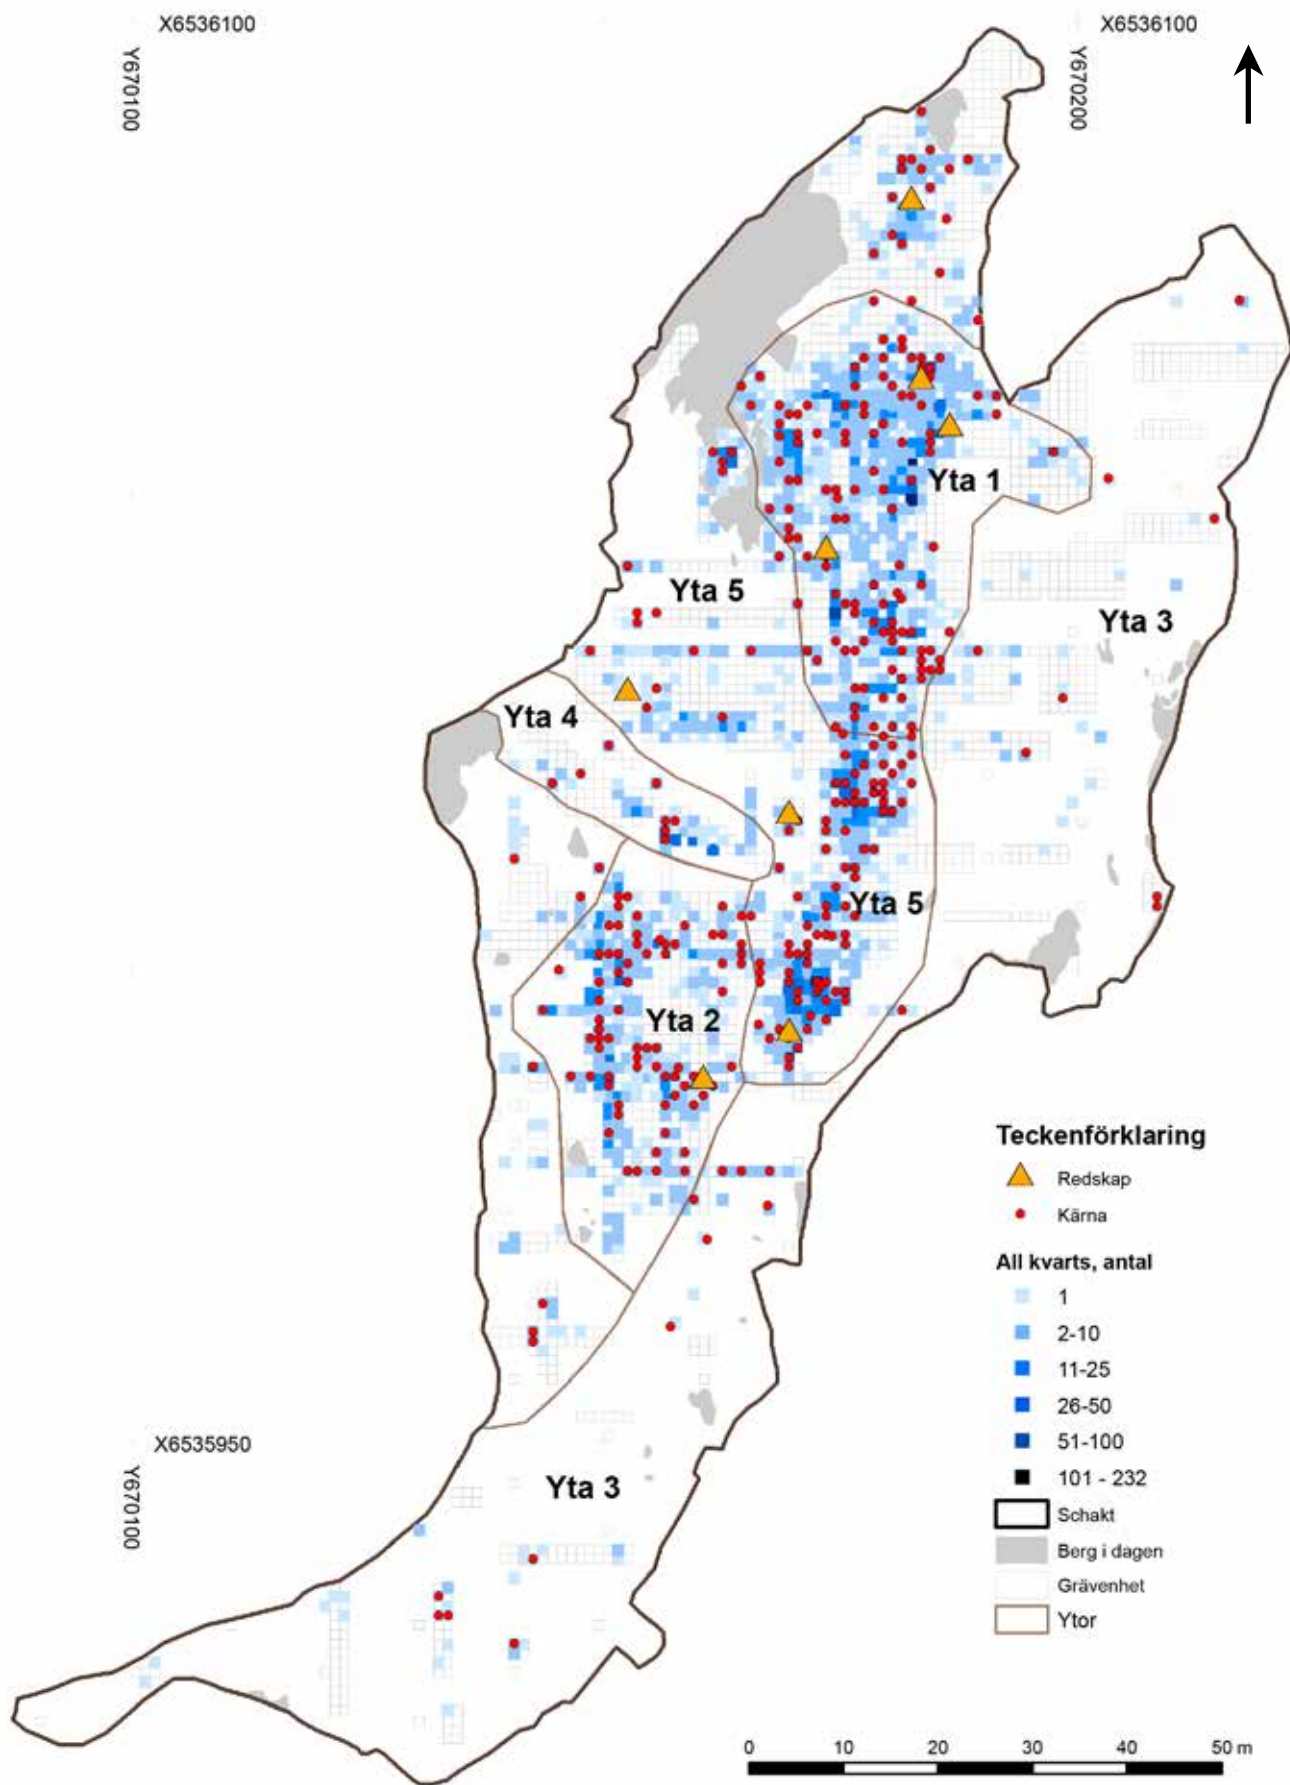 X6536100
X6536100
Y670100
Y670200
Yta 1
Yta 5
Yta 3
Yta 4
Yta 5
Yta 2
Teckenförklaring
Redskap
Kärna
All kvarts, antal
1
2-10
11-25
26-50
51-100
101 - 232
Schakt
Berg i dagen
Grävenhet
Ytor
X6535950
Y670100
Yta 3
0 10 20 30 40 50 m